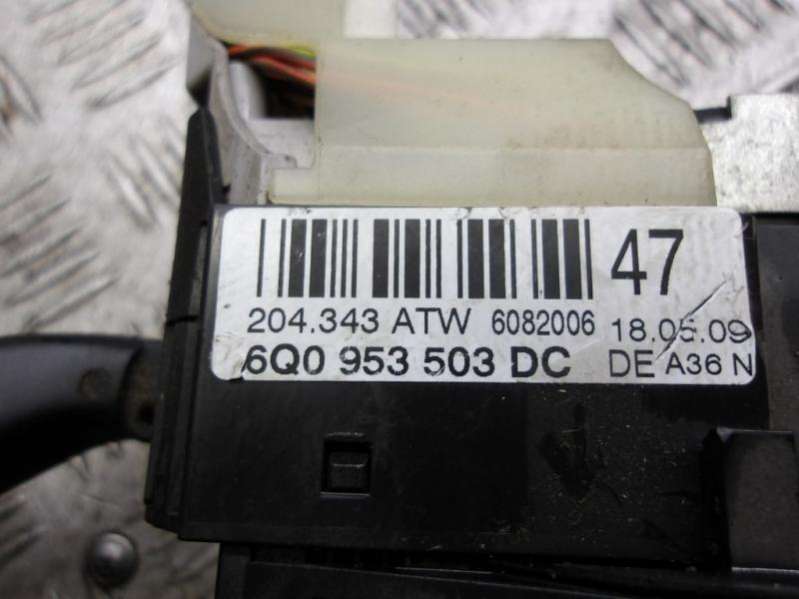 47
204.343 ATW 6082006 18.05.09
6Q0 953 503 DC DE A36 N